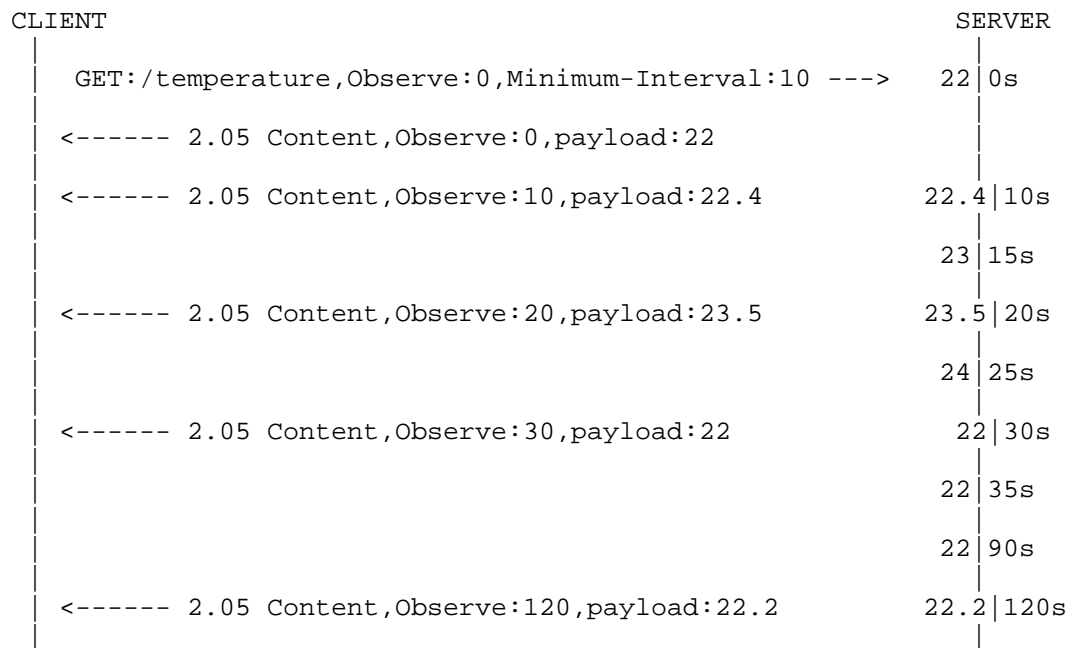 CLIENT SERVER
GET:/temperature,Observe:0,Minimum-Interval:10 ---> 22|0s
<------ 2.05 Content,Observe:0,payload:22
<------ 2.05 Content,Observe:10,payload:22.4 22.4|10s
23|15s
<------ 2.05 Content,Observe:20,payload:23.5 23.5|20s
24|25s
<------ 2.05 Content,Observe:30,payload:22 22|30s
22|35s
22|90s
<------ 2.05 Content,Observe:120,payload:22.2 22.2|120s